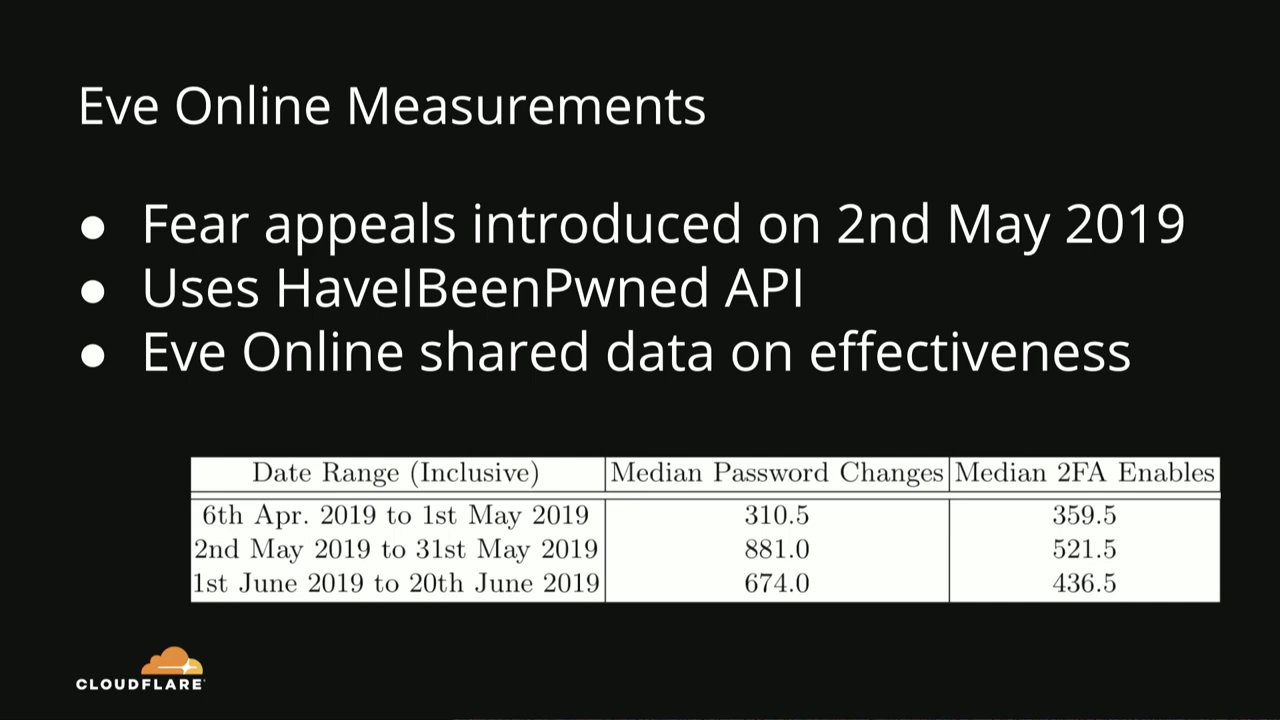 Eve Online Measurements
● Fear appeals introduced on 2nd May 2019
● Uses HaveIBeenPwned API
● Eve Online shared data on effectiveness
Date Range (Inclusive) Median Password Changes Median 2FA Enables
6th Apr. 2019 to 1st May 2019 310.5 359.5
2nd May 2019 to 31st May 2019 881.0 521.5
1st June 2019 to 20th June 2019 674.0 436.5
CLOUDFLARE